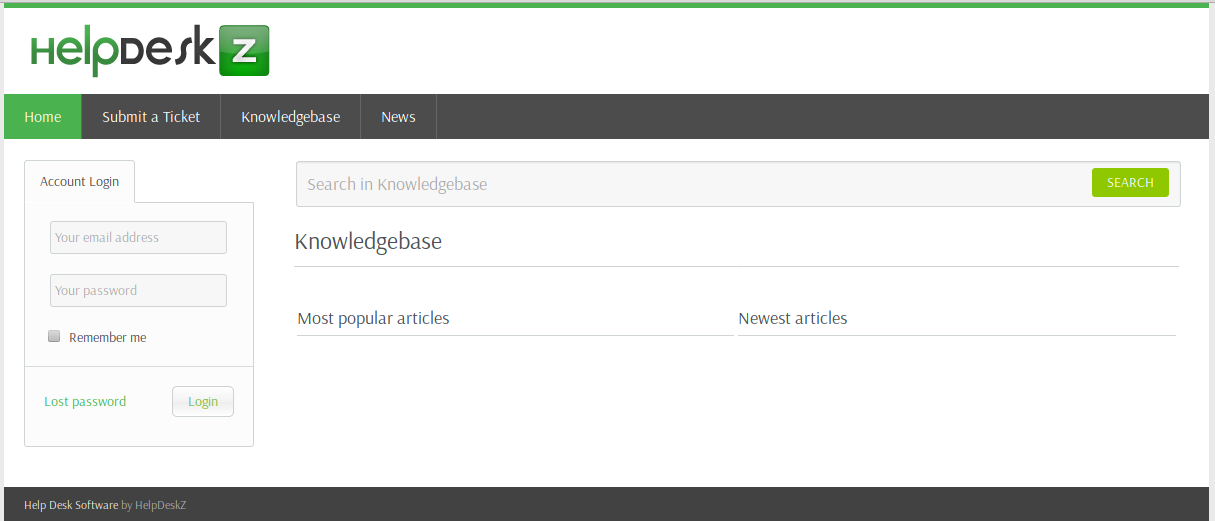 HelpDeskZ
Home Submit a Ticket Knowledgebase News
Account Login
Search in Knowledgebase SEARCH
Your email address
Knowledgebase
Your password
Most popular articles Newest articles
Remember me
Lost password Login
Help Desk Software by HelpDeskZ